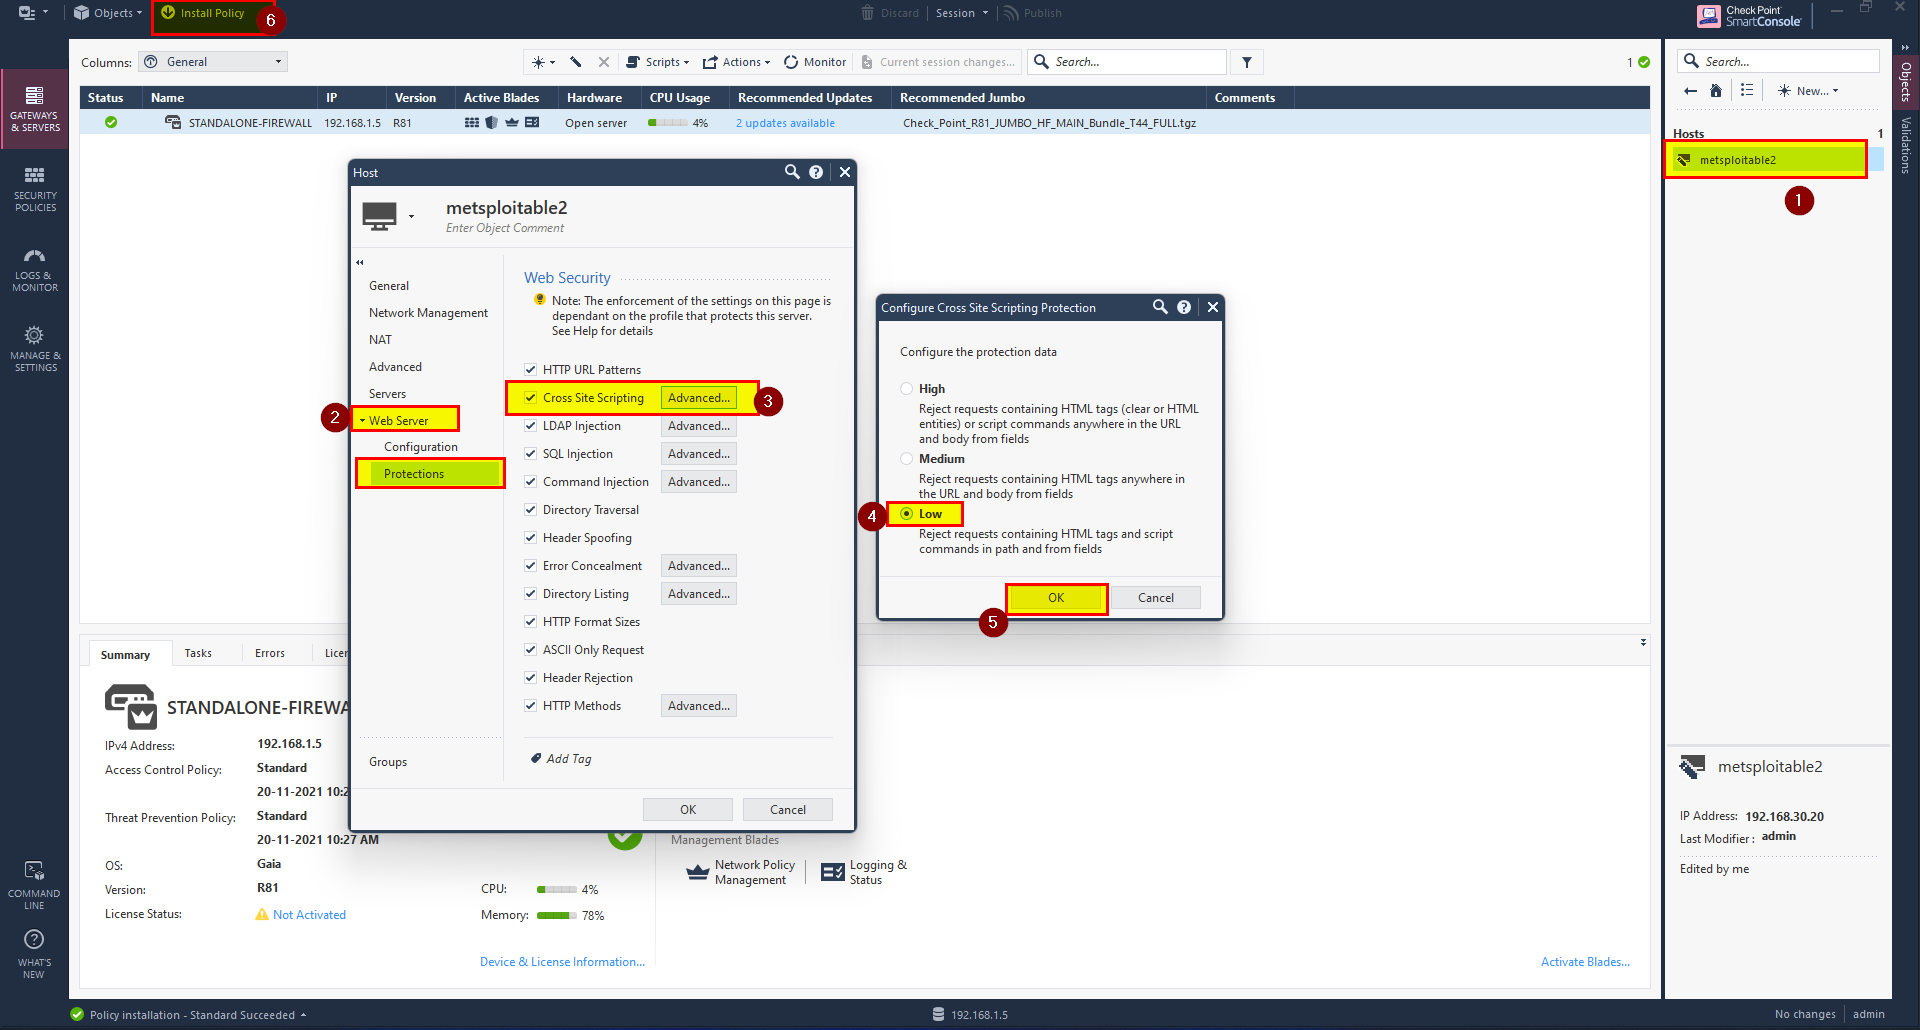 Objects
Install Policy
6
Discard
Session
Publish
Check Point
SmartConsole
Columns:
General
Scripts
Actions
Monitor
Current session changes...
Search...
1
Status
Name
IP
Version
Active Blades
Hardware
CPU Usage
Recommended Updates
Recommended Jumbo
Comments
STANDALONE-FIREWALL
192.168.1.5
R81
Open server
4%
2 updates available
Check_Point_R81_JUMBO_HF_MAIN_Bundle_T44_FULL.tgz
GATEWAYS
& SERVERS
SECURITY
POLICIES
LOGS &
MONITOR
MANAGE &
SETTINGS
COMMAND
LINE
WHAT'S
NEW
Host
metsploitable2
Enter Object Comment
General
Network Management
NAT
Advanced
Servers
2
Web Server
Configuration
Protections
Groups
Web Security
Note: The enforcement of the settings on this page is
dependant on the profile that protects this server.
See Help for details
HTTP URL Patterns
Cross Site Scripting
Advanced...
3
LDAP Injection
Advanced...
SQL Injection
Advanced...
Command Injection
Advanced...
Directory Traversal
Header Spoofing
Error Concealment
Advanced...
Directory Listing
Advanced...
HTTP Format Sizes
ASCII Only Request
Header Rejection
HTTP Methods
Advanced...
Add Tag
OK
Cancel
Configure Cross Site Scripting Protection
Configure the protection data
High
Reject requests containing HTML tags (clear or HTML
entities) or script commands anywhere in the URL
and body from fields
Medium
Reject requests containing HTML tags anywhere in
the URL and body from fields
4
Low
Reject requests containing HTML tags and script
commands in path and from fields
OK
Cancel
5
Search...
New...
Hosts
1
metsploitable2
1
Objects
Validations
metsploitable2
IP Address: 192.168.30.20
Last Modifier: admin
Edited by me
Summary
Tasks
Errors
Licen
STANDALONE-FIREWA
IPv4 Address:
192.168.1.5
Access Control Policy:
Standard
20-11-2021 10:2
Threat Prevention Policy:
Standard
20-11-2021 10:27 AM
OS:
Gaia
Version:
R81
License Status:
Not Activated
CPU:
4%
Memory:
78%
Device & License Information...
Management Blades
Network Policy
Management
Logging &
Status
Activate Blades...
Policy installation - Standard Succeeded
192.168.1.5
No changes
admin